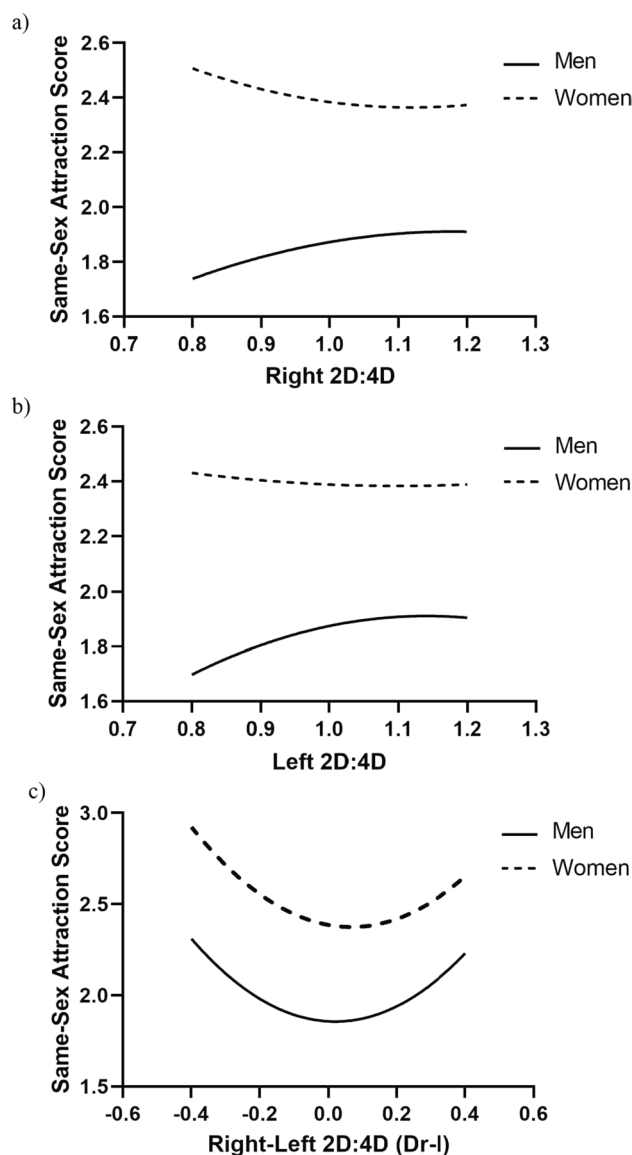 a)
Same-Sex Attraction Score
2.6
2.4
2.2
2.0
1.8
1.6
0.7 0.8 0.9 1.0 1.1 1.2 1.3
Right 2D:4D
Men
Women
b)
Same-Sex Attraction Score
2.6
2.4
2.2
2.0
1.8
1.6
0.7 0.8 0.9 1.0 1.1 1.2 1.3
Left 2D:4D
Men
Women
c)
Same-Sex Attraction Score
3.0
2.5
2.0
1.5
-0.6 -0.4 -0.2 0.0 0.2 0.4 0.6
Right-Left 2D:4D (Dr-l)
Men
Women